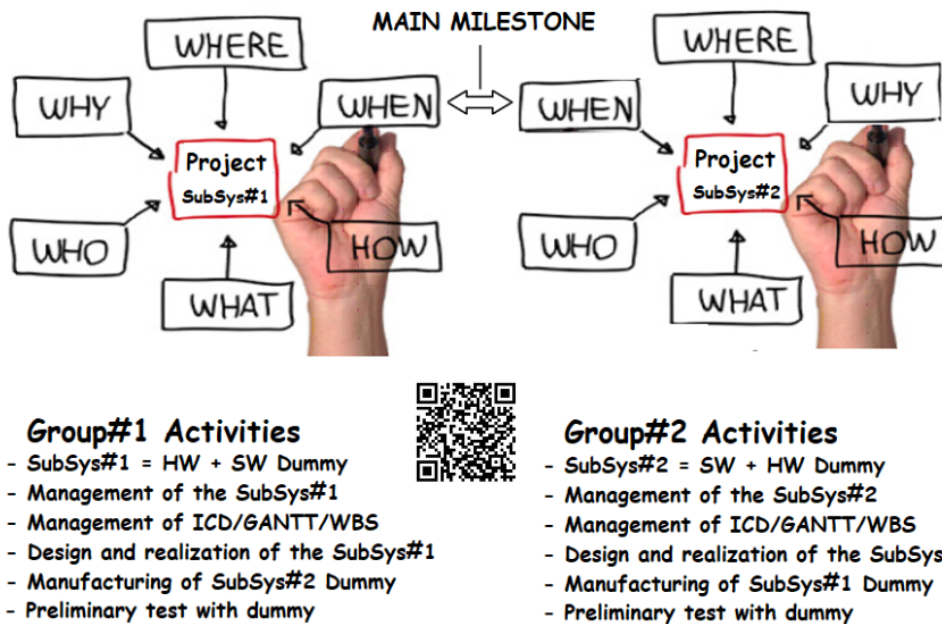 MAIN MILESTONE
WHERE
WHY
WHEN
Project
SubSys#1
WHO
HOW
WHAT
WHERE
WHEN
WHY
Project
SubSys#2
WHO
HOW
WHAT
Group#1 Activities
- SubSys#1 = HW + SW Dummy
- Management of the SubSys#1
- Management of ICD/GANTT/WBS
- Design and realization of the SubSys#1
- Manufacturing of SubSys#2 Dummy
- Preliminary test with dummy
Group#2 Activities
- SubSys#2 = SW + HW Dummy
- Management of the SubSys#2
- Management of ICD/GANTT/WBS
- Design and realization of the SubSys
- Manufacturing of SubSys#1 Dummy
- Preliminary test with dummy